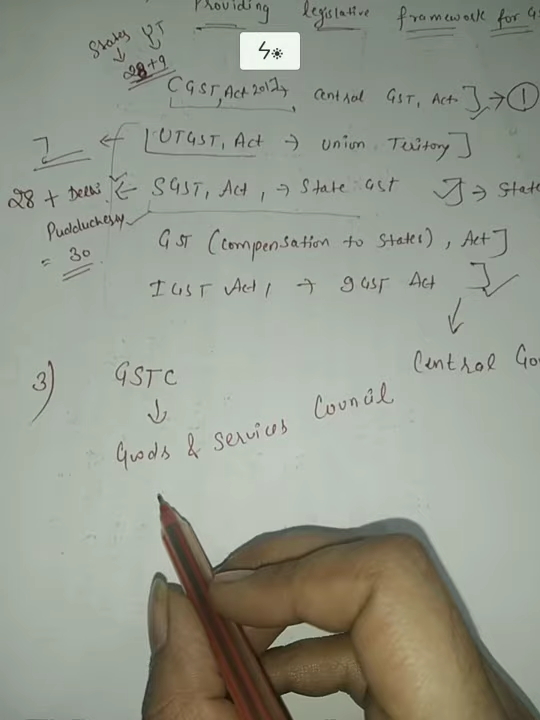 Providing legislative framework for G
States UT
28+9
CGST, Act 2017, central GST, Act ] → ①
7 ← [UTGST, Act → Union Teritory]
28 + Delhi ← SGST, Act, → State GST ] → State
Pudducherry
= 30
GST (compensation to States), Act]
IGST Act, → IGST Act ]
Central Go
3) GSTC
↓
Goods & Services Council